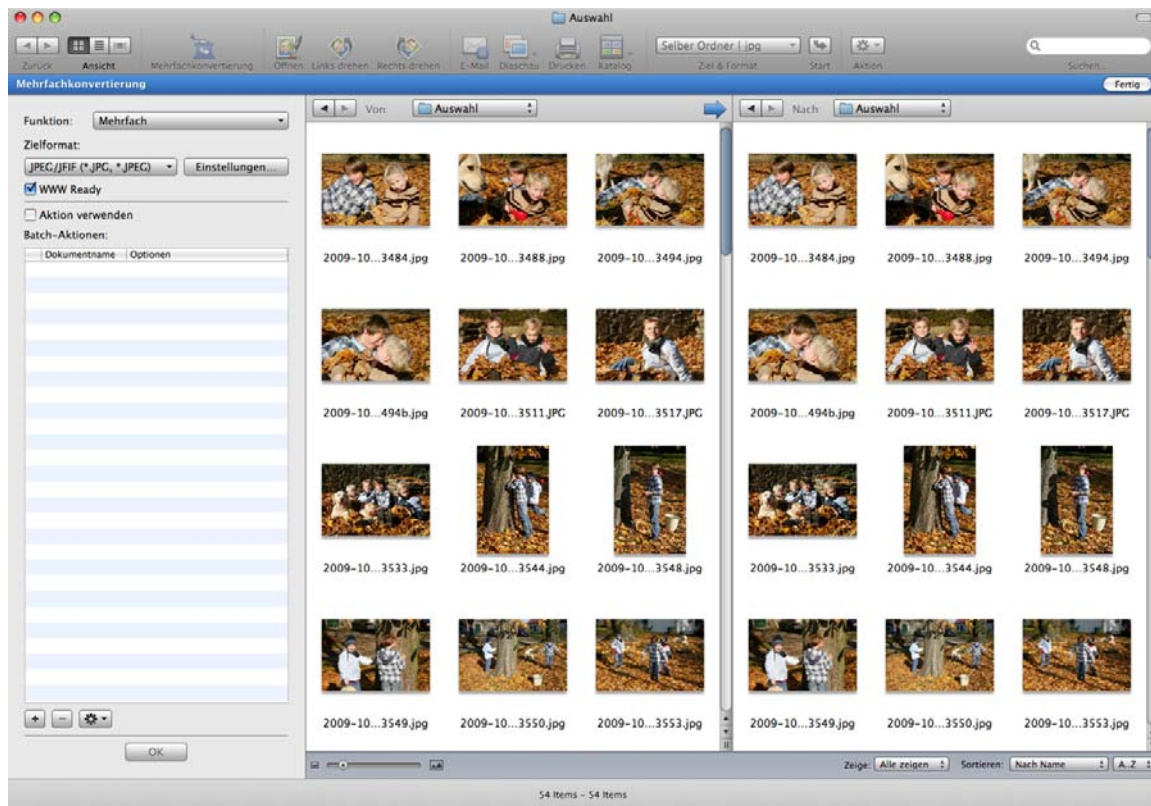 Auswahl
Zurück
Ansicht
Mehrfachkonvertierung
Öffnen
Links drehen
Rechts drehen
E-Mail
Diaschau
Drucken
Katalog
Selber Ordner | jpg
Ziel & Format
Start
Aktion
Suchen...
Mehrfachkonvertierung
Fertig
Funktion: Mehrfach
Zielformat:
JPEG/JFIF (*.JPG, *.JPEG)
Einstellungen...
WWW Ready
Aktion verwenden
Batch-Aktionen:
Dokumentname Optionen
OK
Von: Auswahl
2009-10...3484.jpg 2009-10...3488.jpg 2009-10...3494.jpg
2009-10...494b.jpg 2009-10...3511.JPG 2009-10...3517.JPG
2009-10...3533.jpg 2009-10...3544.jpg 2009-10...3548.jpg
2009-10...3549.jpg 2009-10...3550.jpg 2009-10...3553.jpg
Nach: Auswahl
2009-10...3484.jpg 2009-10...3488.jpg 2009-10...3494.jpg
2009-10...494b.jpg 2009-10...3511.JPG 2009-10...3517.JPG
2009-10...3533.jpg 2009-10...3544.jpg 2009-10...3548.jpg
2009-10...3549.jpg 2009-10...3550.jpg 2009-10...3553.jpg
Zeige: Alle zeigen Sortieren: Nach Name A..Z
54 Items - 54 Items